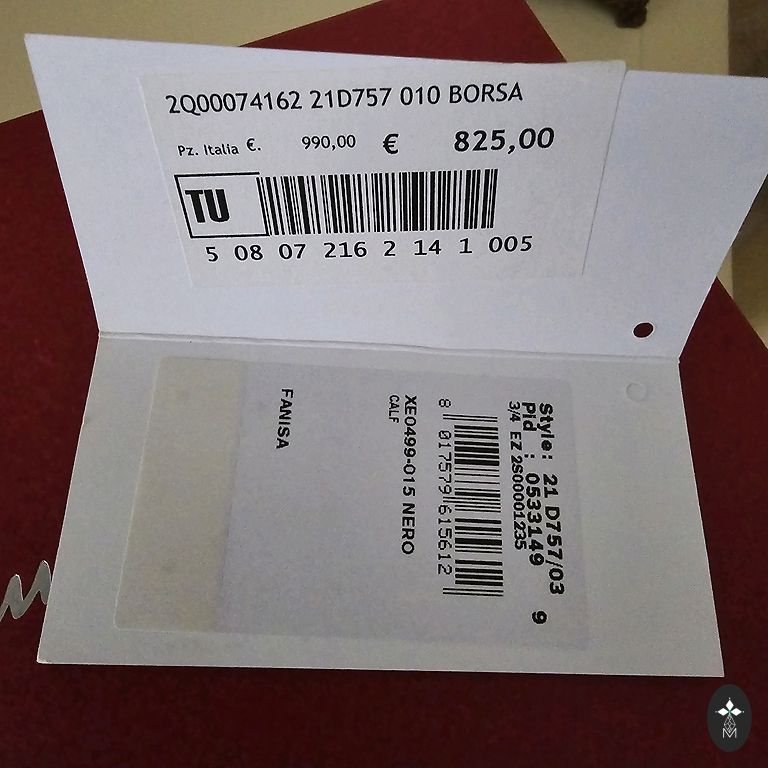 2Q00074162 21D757 010 BORSA
Pz. Italia €. 990,00 € 825,00
TU
5 08 07 216 2 14 1 005
Style: 21 D757/03 9
Pid : 0533149
3/4 EZ 2S00001235
8 017579 615612
XE0499-015 NERO
CALF
FANISA
M